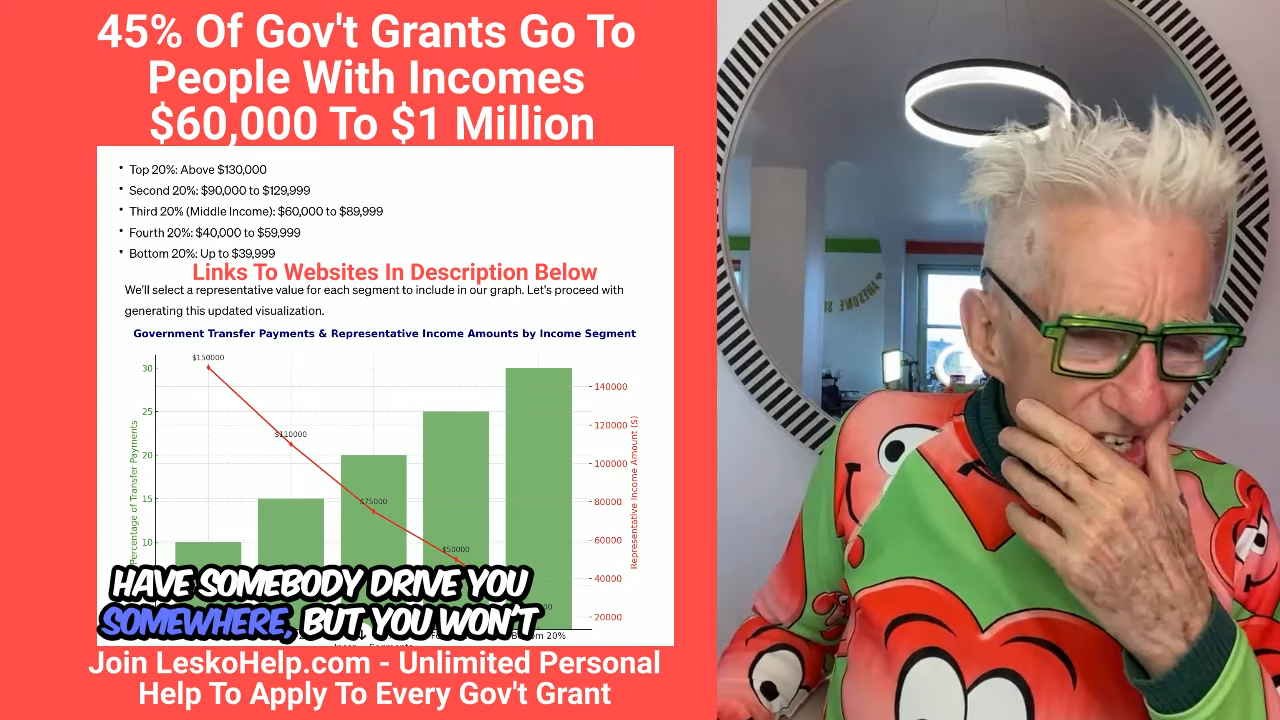 45% Of Gov't Grants Go To
People With Incomes
$60,000 To $1 Million
• Top 20%: Above $130,000
• Second 20%: $90,000 to $129,999
• Third 20% (Middle Income): $60,000 to $89,999
• Fourth 20%: $40,000 to $59,999
• Bottom 20%: Up to $39,999
Links To Websites In Description Below
We'll select a representative value for each segment to include in our graph. Let's proceed with
generating this updated visualization.
Government Transfer Payments & Representative Income Amounts by Income Segment
$150000
30
140000
$110000
25
120000
20
100000
$75000
80000
15
$50000
60000
10
40000
20000
Percentage of Transfer Payments
Representative Income Amount ($)
HAVE SOMEBODY DRIVE YOU
SOMEWHERE, BUT YOU WON'T
20%
Join LeskoHelp.com - Unlimited Personal
Help To Apply To Every Gov't Grant
AWESOME